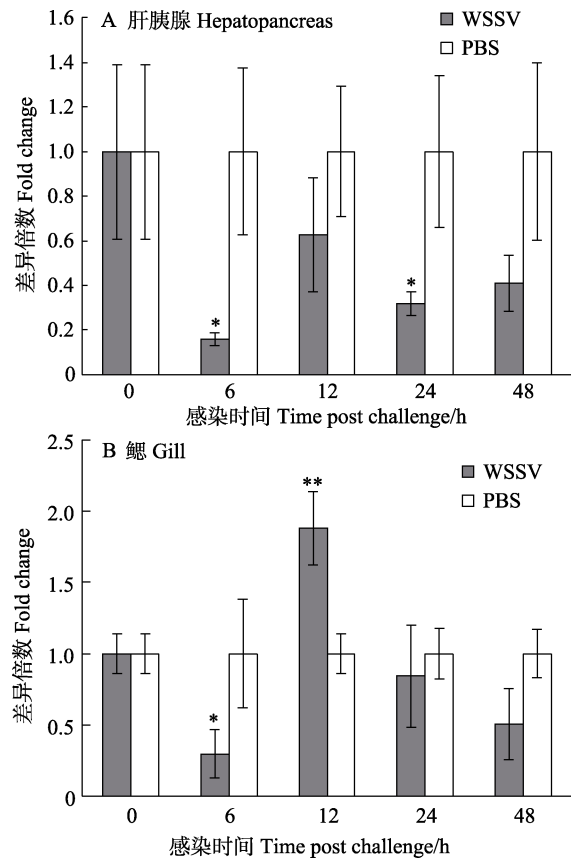 A 肝胰腺 Hepatopancreas
WSSV
PBS
差异倍数 Fold change
1.6
1.4
1.2
1.0
0.8
0.6
0.4
0.2
0
*
*
0 6 12 24 48
感染时间 Time post challenge/h
B 鳃 Gill
WSSV
PBS
差异倍数 Fold change
2.5
2.0
1.5
1.0
0.5
0
*
**
0 6 12 24 48
感染时间 Time post challenge/h